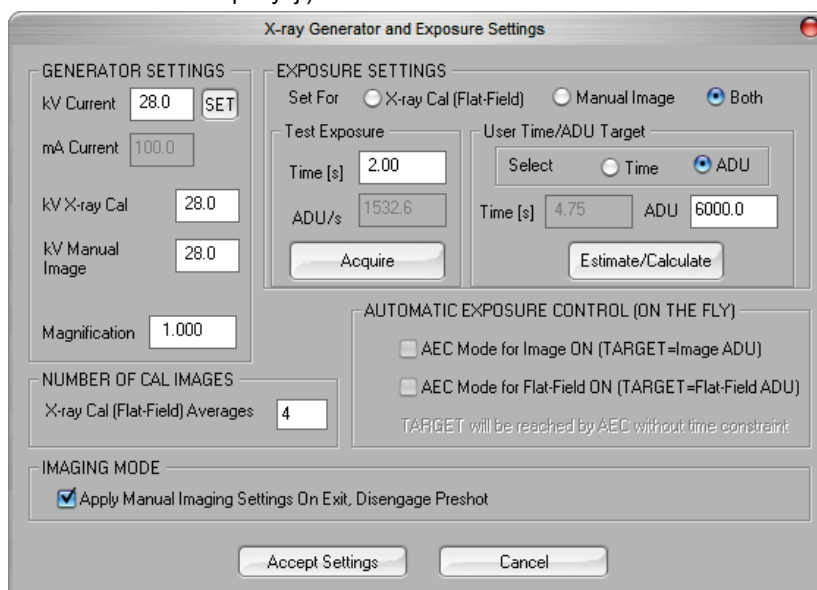 X-ray Generator and Exposure Settings
GENERATOR SETTINGS
kV Current 28.0 SET
mA Current 100.0
kV X-ray Cal 28.0
kV Manual
Image 28.0
Magnification 1.000
EXPOSURE SETTINGS
Set For X-ray Cal (Flat-Field) Manual Image Both
Test Exposure
Time [s] 2.00
ADU/s 1532.6
Acquire
User Time/ADU Target
Select Time ADU
Time [s] 4.75 ADU 6000.0
Estimate/Calculate
AUTOMATIC EXPOSURE CONTROL (ON THE FLY)
AEC Mode for Image ON (TARGET=Image ADU)
AEC Mode for Flat-Field ON (TARGET=Flat-Field ADU)
TARGET will be reached by AEC without time constraint
NUMBER OF CAL IMAGES
X-ray Cal (Flat-Field) Averages 4
IMAGING MODE
Apply Manual Imaging Settings On Exit, Disengage Preshot
Accept Settings Cancel